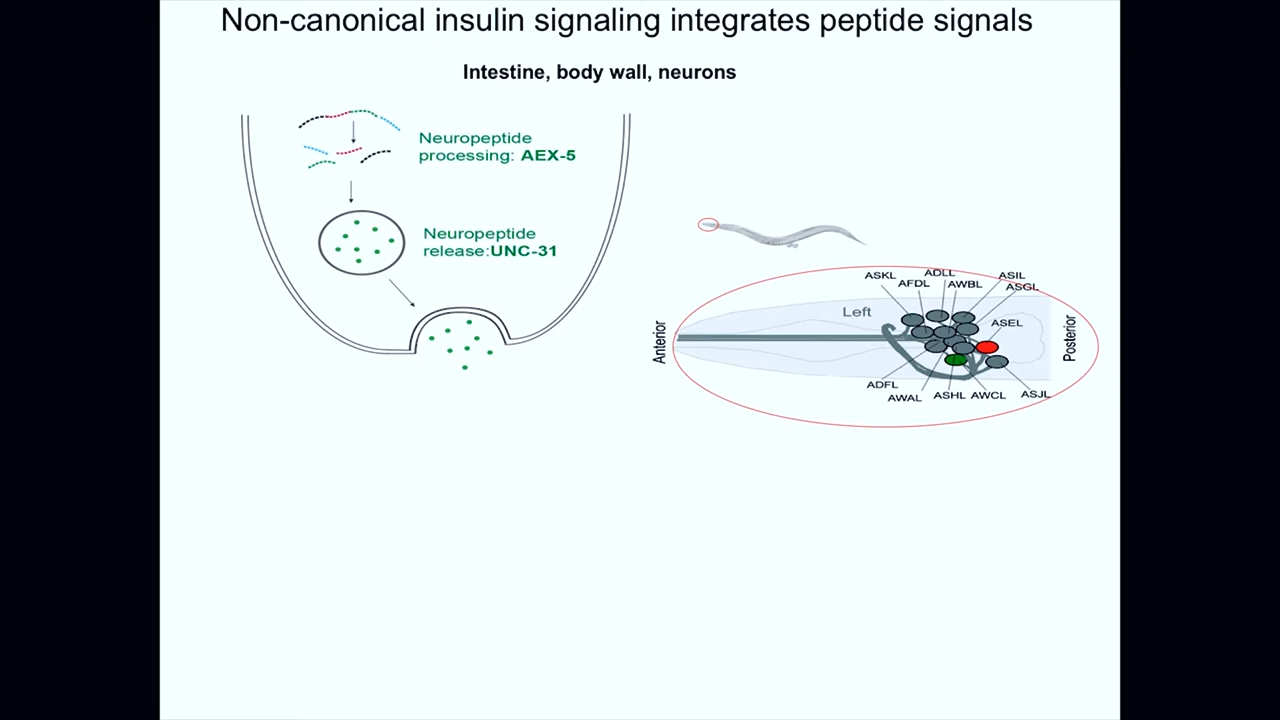 Non-canonical insulin signaling integrates peptide signals
Intestine, body wall, neurons
Neuropeptide
processing: AEX-5
Neuropeptide
release:UNC-31
ASKL
ADLL
ASIL
AFDL
AWBL
ASGL
Left
ASEL
Anterior
Posterior
ADFL
AWAL
ASHL
AWCL
ASJL